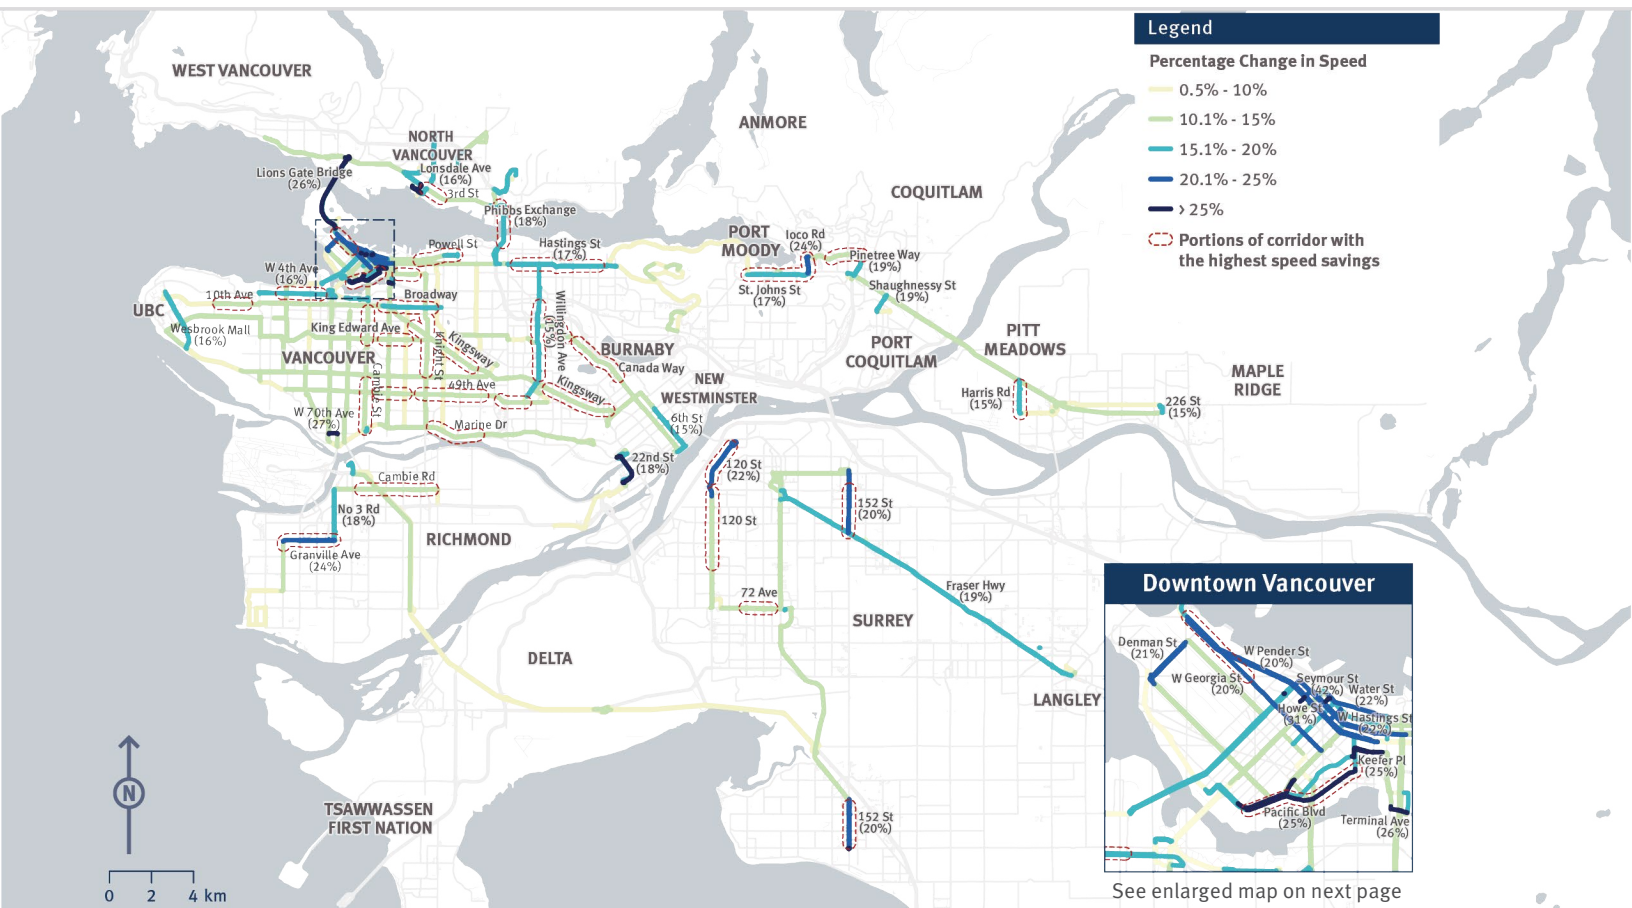 Legend
Percentage Change in Speed
0.5% - 10%
10.1% - 15%
15.1% - 20%
20.1% - 25%
> 25%
Portions of corridor with
the highest speed savings
WEST VANCOUVER
NORTH
VANCOUVER
ANMORE
COQUITLAM
Lions Gate Bridge
(26%)
Lonsdale Ave
(16%)
3rd St
Phibbs Exchange
(18%)
Powell St
Hastings St
(17%)
PORT
MOODY
Ioco Rd
(24%)
Pinetree Way
(19%)
St. Johns St
(17%)
Shaughnessy St
(19%)
W 4th Ave
(16%)
10th Ave
Broadway
UBC
Wesbrook Mall
(16%)
King Edward Ave
Knight St
Kingsway
Willingdon Ave
(15%)
VANCOUVER
Cambie St
BURNABY
Canada Way
PORT
COQUITLAM
PITT
MEADOWS
MAPLE
RIDGE
NEW
WESTMINSTER
49th Ave
Kingsway
Harris Rd
(15%)
226 St
(15%)
W 70th Ave
(27%)
Marine Dr
6th St
(15%)
22nd St
(18%)
120 St
(22%)
Cambie Rd
No 3 Rd
(18%)
152 St
(20%)
120 St
RICHMOND
Granville Ave
(24%)
72 Ave
Fraser Hwy
(19%)
SURREY
DELTA
LANGLEY
TSAWWASSEN
FIRST NATION
152 St
(20%)
N
0 2 4 km
Downtown Vancouver
Denman St
(21%)
W Pender St
(20%)
W Georgia St
(20%)
Seymour St
(42%)
Water St
(22%)
Howe St
(31%)
W Hastings St
(22%)
Keefer Pl
(25%)
Pacific Blvd
(25%)
Terminal Ave
(26%)
See enlarged map on next page